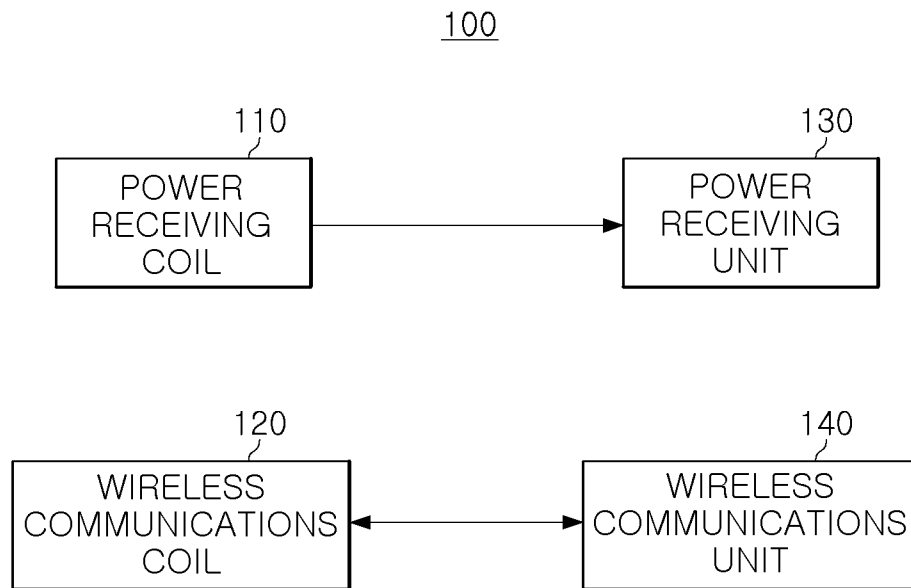 100
110
130
POWER
RECEIVING
COIL
POWER
RECEIVING
UNIT
120
140
WIRELESS
COMMUNICATIONS
COIL
WIRELESS
COMMUNICATIONS
UNIT